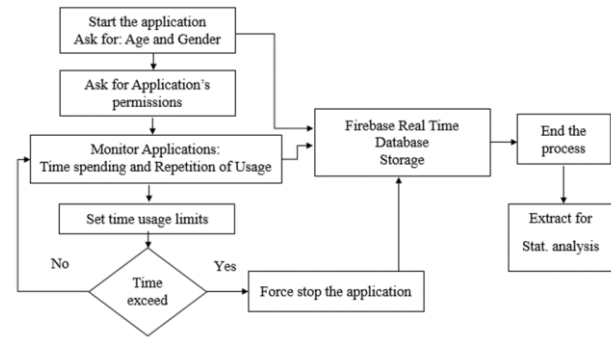 Start the application
Ask for: Age and Gender
Ask for Application's
permissions
Monitor Applications:
Time spending and Repetition of Usage
Set time usage limits
No
Time
exceed
Yes
Force stop the application
Firebase Real Time
Database
Storage
End the
process
Extract for
Stat. analysis